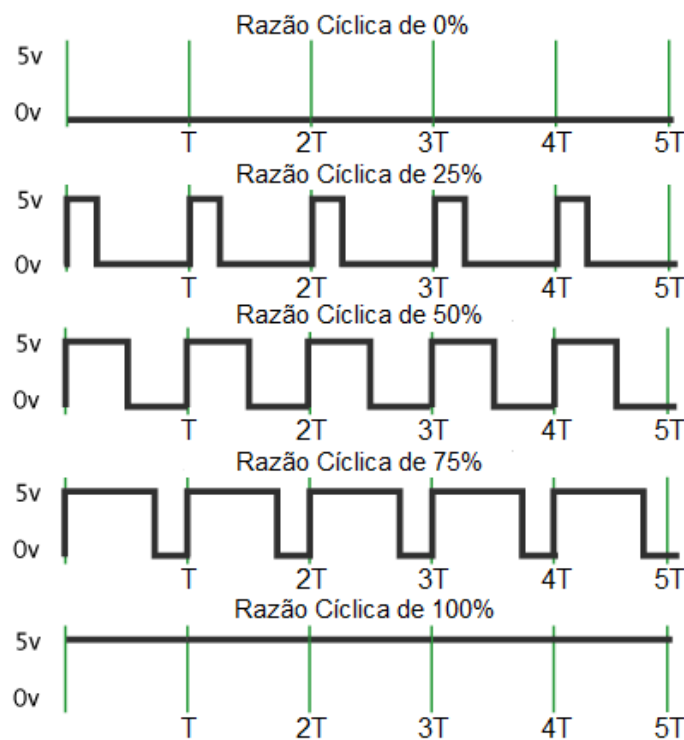 Razão Cíclica de 0%
5v
0v
T 2T 3T 4T 5T
Razão Cíclica de 25%
5v
0v
T 2T 3T 4T 5T
Razão Cíclica de 50%
5v
0v
T 2T 3T 4T 5T
Razão Cíclica de 75%
5v
0v
T 2T 3T 4T 5T
Razão Cíclica de 100%
5v
0v
T 2T 3T 4T 5T